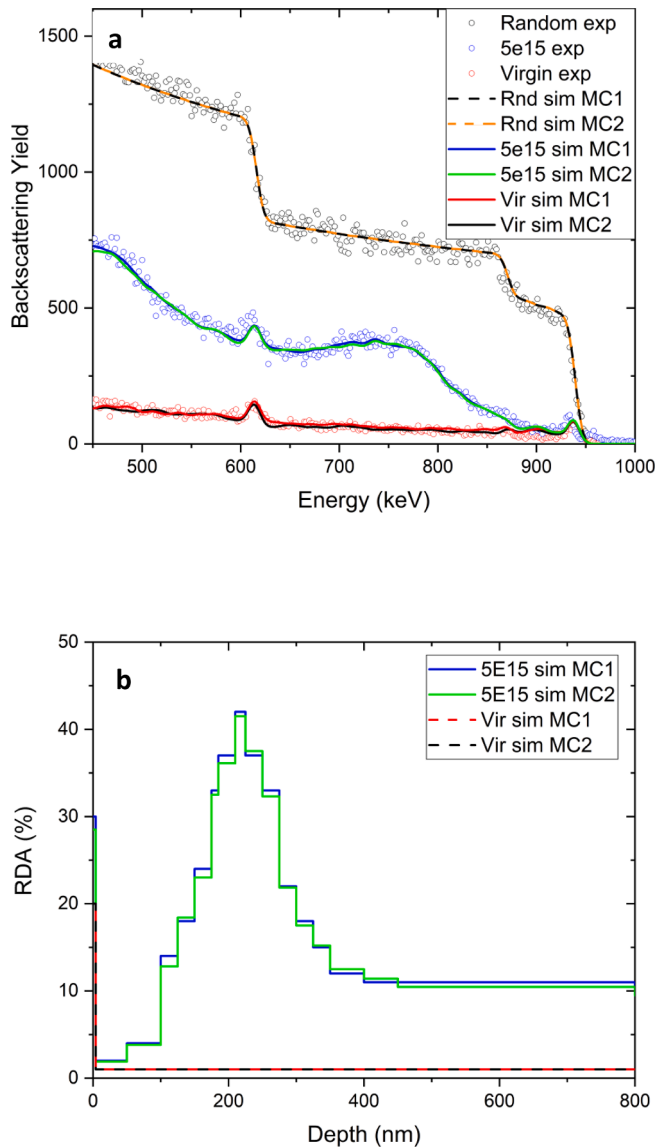 a
Random exp
5e15 exp
Virgin exp
Rnd sim MC1
Rnd sim MC2
5e15 sim MC1
5e15 sim MC2
Vir sim MC1
Vir sim MC2
1500
1000
500
0
Backscattering Yield
500 600 700 800 900 1000
Energy (keV)
b
5E15 sim MC1
5E15 sim MC2
Vir sim MC1
Vir sim MC2
50
40
30
20
10
0
RDA (%)
0 200 400 600 800
Depth (nm)